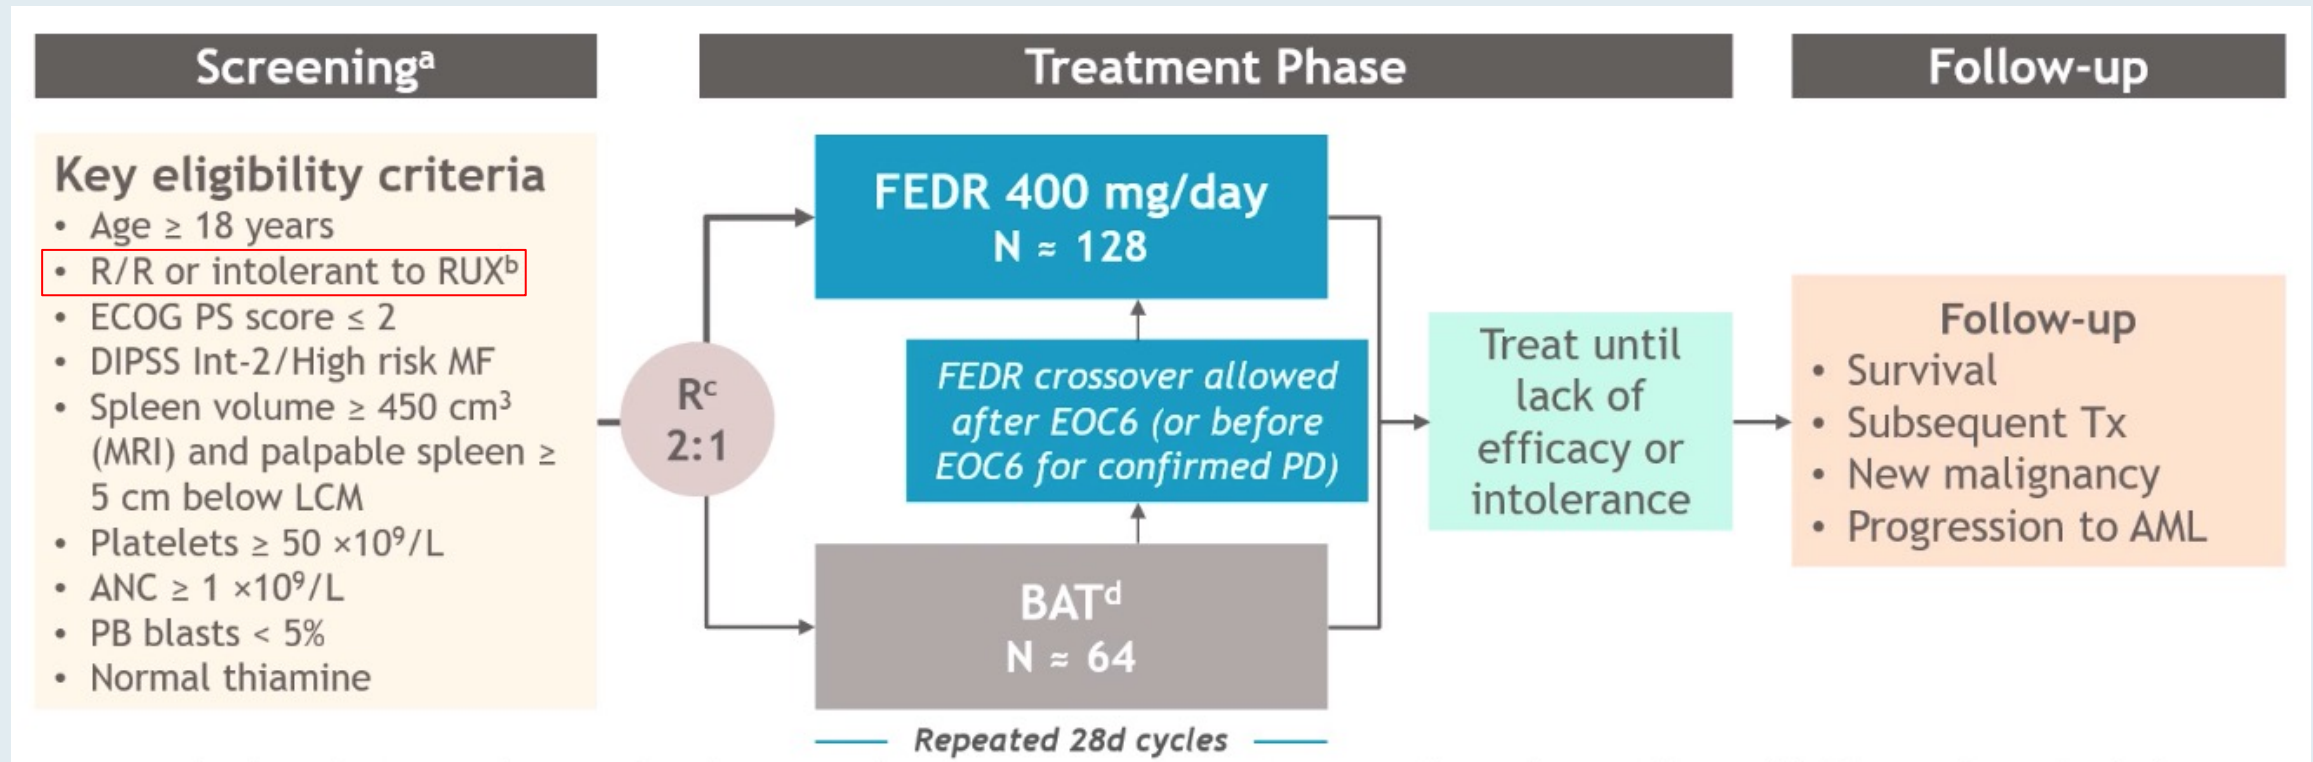 Screeningᵃ
Key eligibility criteria
• Age ≥ 18 years
• R/R or intolerant to RUXᵇ
• ECOG PS score ≤ 2
• DIPSS Int-2/High risk MF
• Spleen volume ≥ 450 cm³
(MRI) and palpable spleen ≥
5 cm below LCM
• Platelets ≥ 50 ×10⁹/L
• ANC ≥ 1 ×10⁹/L
• PB blasts < 5%
• Normal thiamine
Rᶜ
2:1
Treatment Phase
FEDR 400 mg/day
N ≈ 128
FEDR crossover allowed
after EOC6 (or before
EOC6 for confirmed PD)
BATᵈ
N ≈ 64
Repeated 28d cycles
Treat until
lack of
efficacy or
intolerance
Follow-up
Follow-up
• Survival
• Subsequent Tx
• New malignancy
• Progression to AML